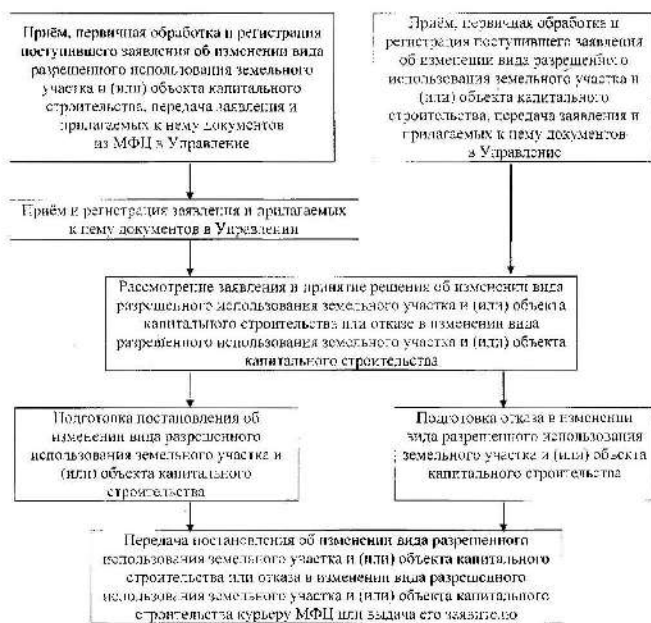 Приём, первичная обработка и регистрация
поступившего заявления об изменении вида
разрешенного использования земельного
участка и (или) объекта капитального
строительства, передача заявления и
прилагаемых к нему документов
из МФЦ в Управление
Приём, первичная обработка и
регистрация поступившего заявления
об изменении вида разрешенного
использования земельного участка и
(или) объекта капитального
строительства, передача заявления и
прилагаемых к нему документов
в Управление
Приём и регистрация заявления и прилагаемых
к нему документов в Управлении
Рассмотрение заявления и принятие решения об изменении вида
разрешенного использования земельного участка и (или) объекта
капитального строительства или отказе в изменении вида
разрешенного использования земельного участка и (или) объекта
капитального строительства
Подготовка постановления об
изменении вида разрешенного
использования земельного участка и
(или) объекта капитального
строительства
Подготовка отказа в изменении
вида разрешенного использования
земельного участка и (или) объекта
капитального строительства
Передача постановления об изменении вида разрешенного
использования земельного участка и (или) объекта капитального
строительства или отказа в изменении вида разрешенного
использования земельного участка и (или) объекта капитального
строительства курьеру МФЦ или выдача его заявителю